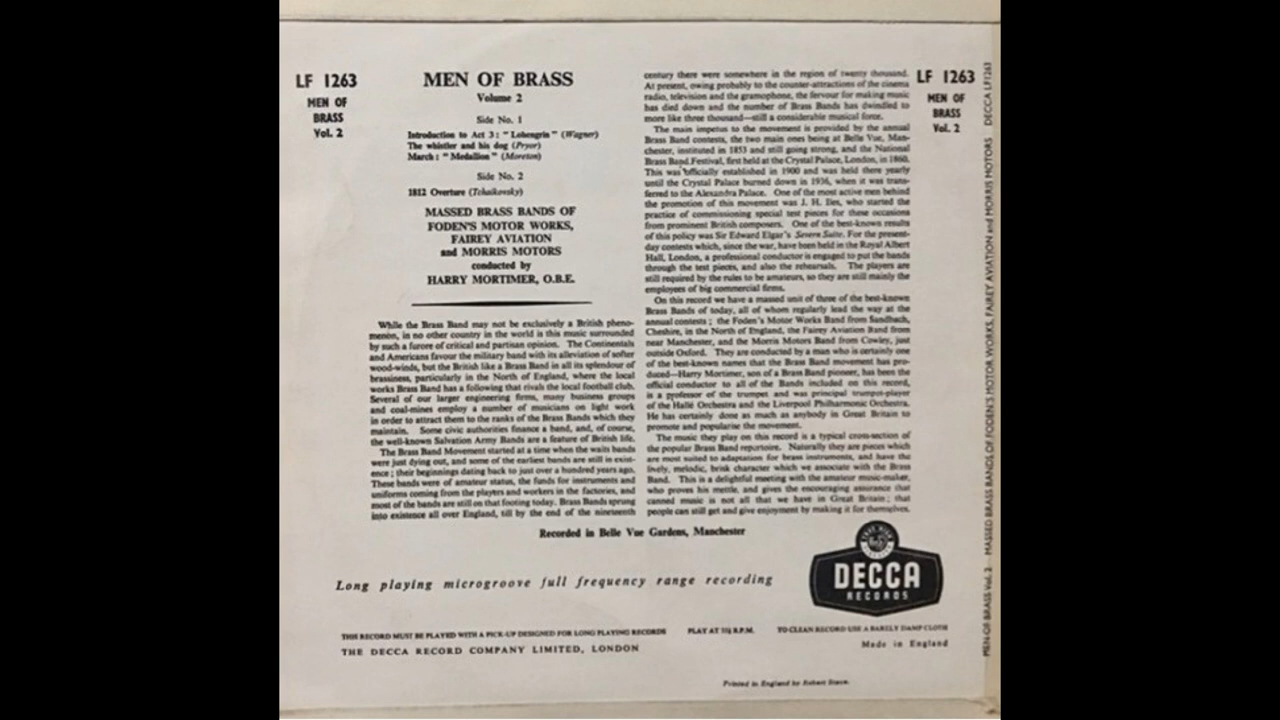 LF 1263
MEN OF
BRASS
Vol. 2
MEN OF BRASS
Volume 2
Side No. 1
Introduction to Act 3: "Lohengrin" (Wagner)
The whistler and his dog (Pryor)
March: "Medallion" (Moreton)
Side No. 2
1812 Overture (Tchaikovsky)
MASSED BRASS BANDS OF
FODEN'S MOTOR WORKS,
FAIREY AVIATION
and MORRIS MOTORS
conducted by
HARRY MORTIMER, O.B.E.
While the Brass Band may not be exclusively a British pheno-
menon, in no other country in the world is this music surrounded
by such a furore of critical and partisan opinion. The Continentals
and Americans favour the military band with its alleviation of softer
wood-winds, but the British like a Brass Band in all its splendour of
brassiness, particularly in the North of England, where the local
works Brass Band has a following that rivals the local football club.
Several of our larger engineering firms, many business groups
and coal-mines employ a number of musicians on light work
in order to attract them to the ranks of the Brass Bands which they
maintain. Some civic authorities finance a band, and, of course,
the well-known Salvation Army Bands are a feature of British life.
The Brass Band Movement started at a time when the waits bands
were just dying out, and some of the earliest bands are still in exist-
ence; their beginnings dating back to just over a hundred years ago.
These bands were of amateur status, the funds for instruments and
uniforms coming from the players and workers in the factories, and
most of the bands are still on that footing today. Brass Bands sprung
into existence all over England, till by the end of the nineteenth
century there were somewhere in the region of twenty thousand.
At present, owing probably to the counter-attractions of the cinema
radio, television and the gramophone, the fervour for making music
has died down and the number of Brass Bands has dwindled to
more like three thousand—still a considerable musical force.
The main impetus to the movement is provided by the annual
Brass Band contests, the two main ones being at Belle Vue, Man-
chester, instituted in 1853 and still going strong, and the National
Brass Band Festival, first held at the Crystal Palace, London, in 1860.
This was officially established in 1900 and was held there yearly
until the Crystal Palace burned down in 1936, when it was trans-
ferred to the Alexandra Palace. One of the most active men behind
the promotion of this movement was J. H. Iles, who started the
practice of commissioning special test pieces for these occasions
from prominent British composers. One of the best-known results
of this policy was Sir Edward Elgar's Severn Suite. For the present-
day contests which, since the war, have been held in the Royal Albert
Hall, London, a professional conductor is engaged to put the bands
through the test pieces, and also the rehearsals. The players are
still required by the rules to be amateurs, so they are still mainly the
employees of big commercial firms.
On this record we have a massed unit of three of the best-known
Brass Bands of today, all of whom regularly lead the way at the
annual contests; the Foden's Motor Works Band from Sandbach,
Cheshire, in the North of England, the Fairey Aviation Band from
near Manchester, and the Morris Motors Band from Cowley, just
outside Oxford. They are conducted by a man who is certainly one
of the best-known names that the Brass Band movement has pro-
duced—Harry Mortimer, son of a Brass Band pioneer, has been the
official conductor to all of the Bands included on this record,
is a professor of the trumpet and was principal trumpet-player
of the Hallé Orchestra and the Liverpool Philharmonic Orchestra.
He has certainly done as much as anybody in Great Britain to
promote and popularise the movement.
The music they play on this record is a typical cross-section of
the popular Brass Band repertoire. Naturally they are pieces which
are most suited to adaptation for brass instruments, and have the
lively, melodic, brisk character which we associate with the Brass
Band. This is a delightful meeting with the amateur music-maker,
who proves his mettle, and gives the encouraging assurance that
canned music is not all that we have in Great Britain; that
people can still get and give enjoyment by making it for themselves.
LF 1263
MEN OF
BRASS
Vol. 2
Recorded in Belle Vue Gardens, Manchester
Long playing microgroove full frequency range recording
DECCA
RECORDS
THIS RECORD MUST BE PLAYED WITH A PICK-UP DESIGNED FOR LONG PLAYING RECORDS PLAY AT 33⅓ R.P.M. TO CLEAN RECORD USE A BARELY DAMP CLOTH
THE DECCA RECORD COMPANY LIMITED, LONDON
Made in England
Printed in England by Robert Stace.
MEN OF BRASS Vol. 2 MASSED BRASS BANDS OF FODEN'S MOTOR WORKS, FAIREY AVIATION and MORRIS MOTORS DECCA LF1263